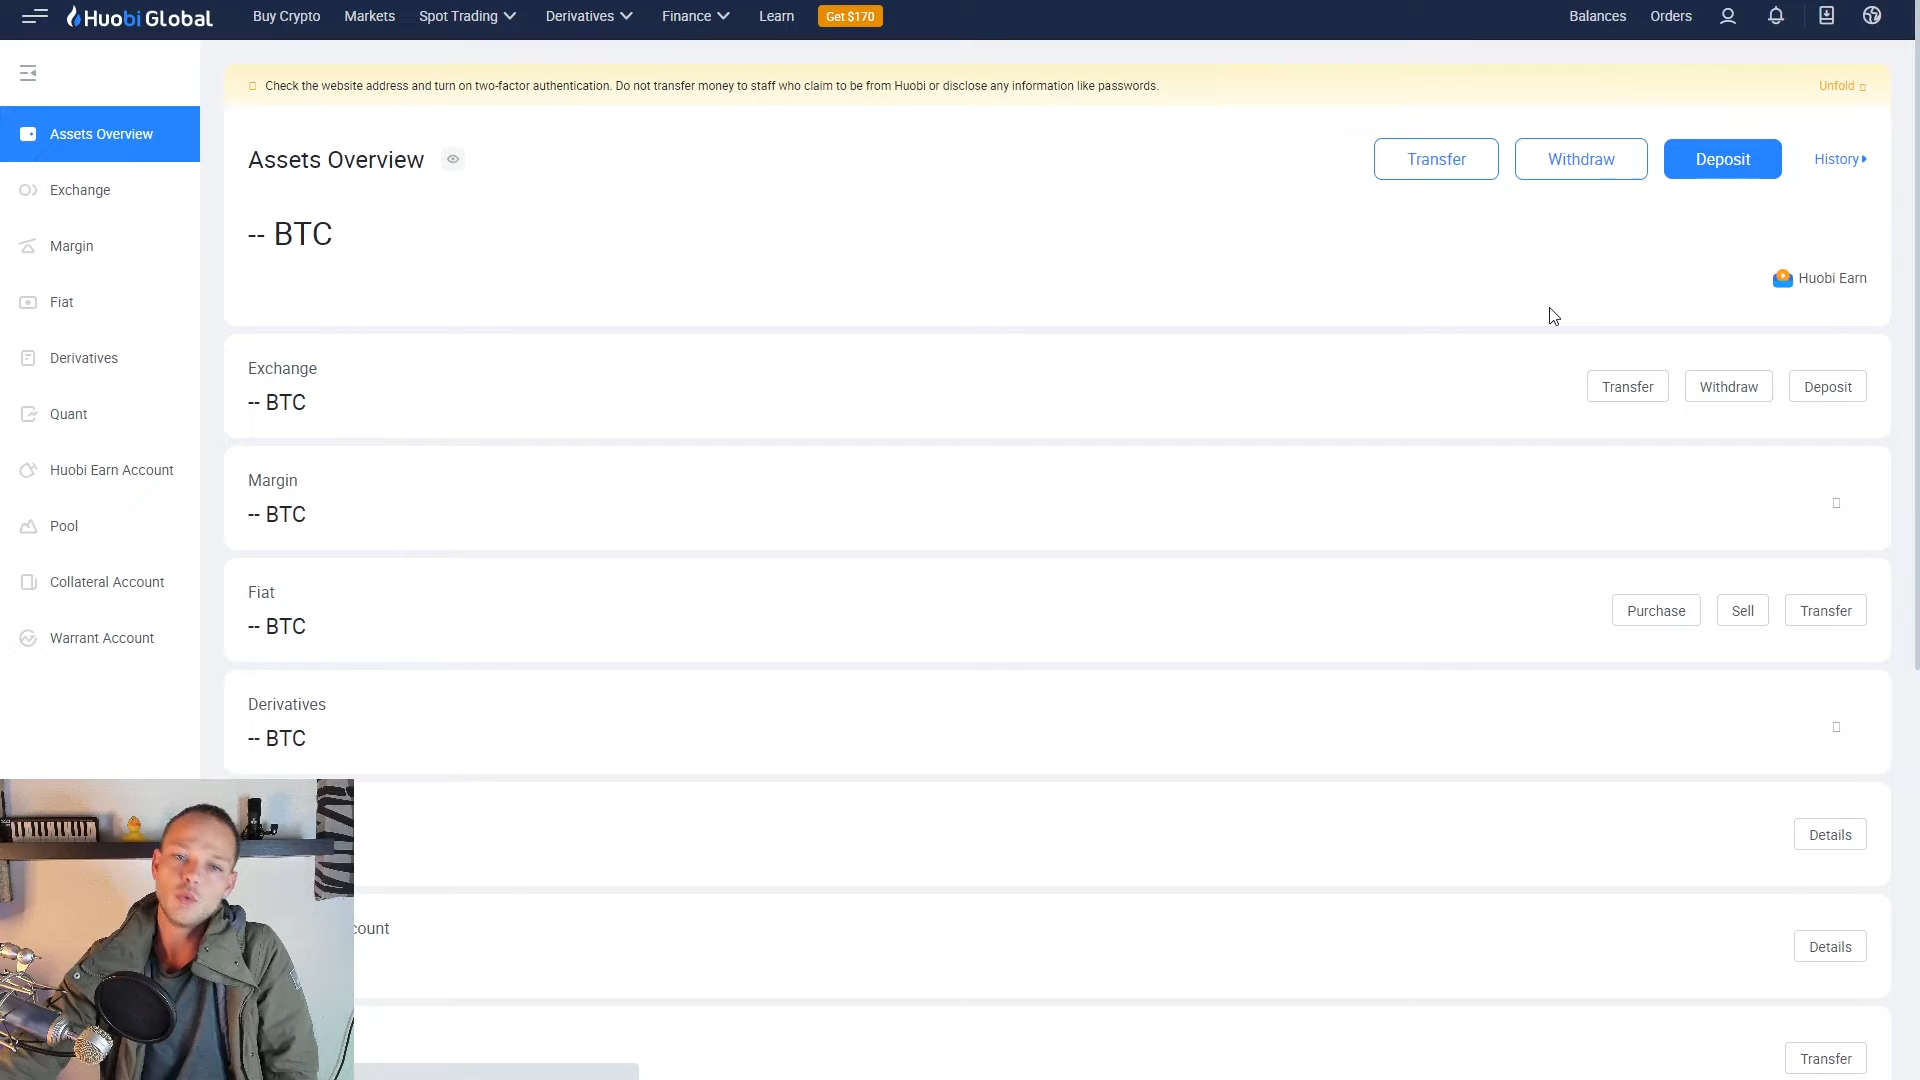 Huobi Global
Buy Crypto
Markets
Spot Trading
Derivatives
Finance
Learn
Get $170
Balances
Orders
Check the website address and turn on two-factor authentication. Do not transfer money to staff who claim to be from Huobi or disclose any information like passwords.
Unfold
Assets Overview
Exchange
Margin
Fiat
Derivatives
Quant
Huobi Earn Account
Pool
Collateral Account
Warrant Account
Assets Overview
Transfer
Withdraw
Deposit
History
-- BTC
Huobi Earn
Exchange
-- BTC
Transfer
Withdraw
Deposit
Margin
-- BTC
Fiat
-- BTC
Purchase
Sell
Transfer
Derivatives
-- BTC
Details
count
Details
Transfer